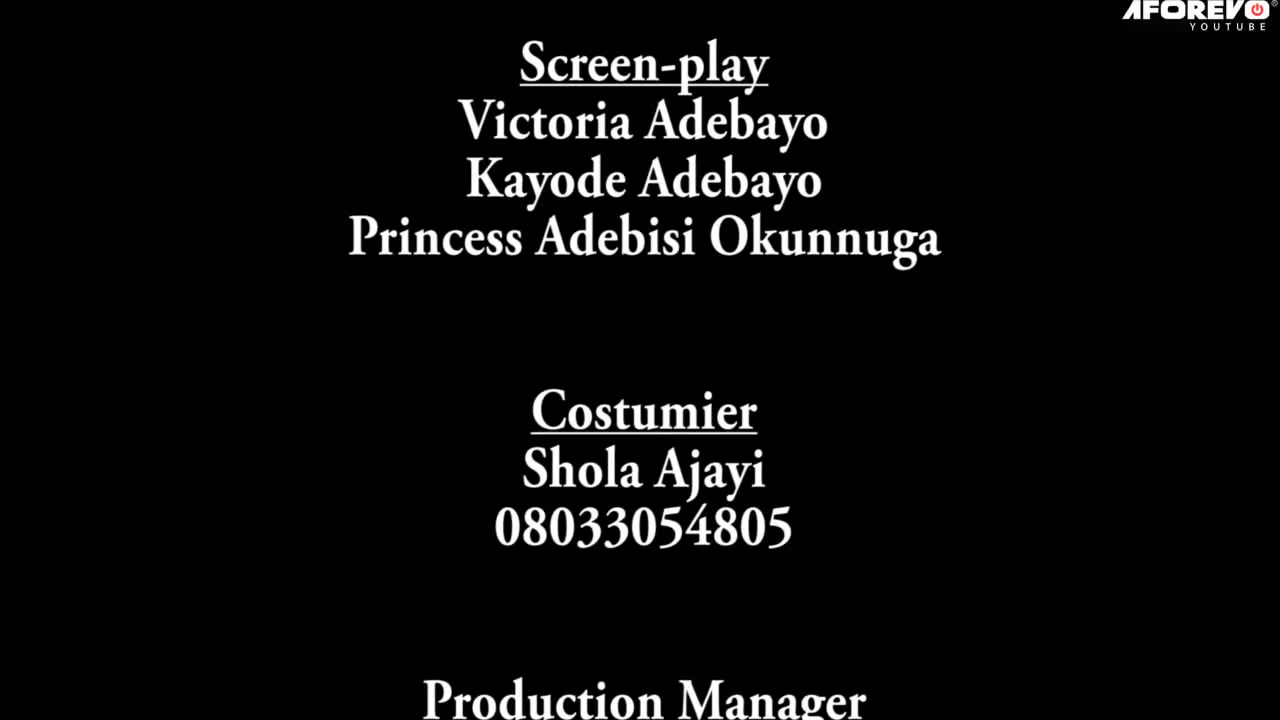 AFOREVO
YOUTUBE
Screen-play
Victoria Adebayo
Kayode Adebayo
Princess Adebisi Okunnuga
Costumier
Shola Ajayi
08033054805
Production Manager